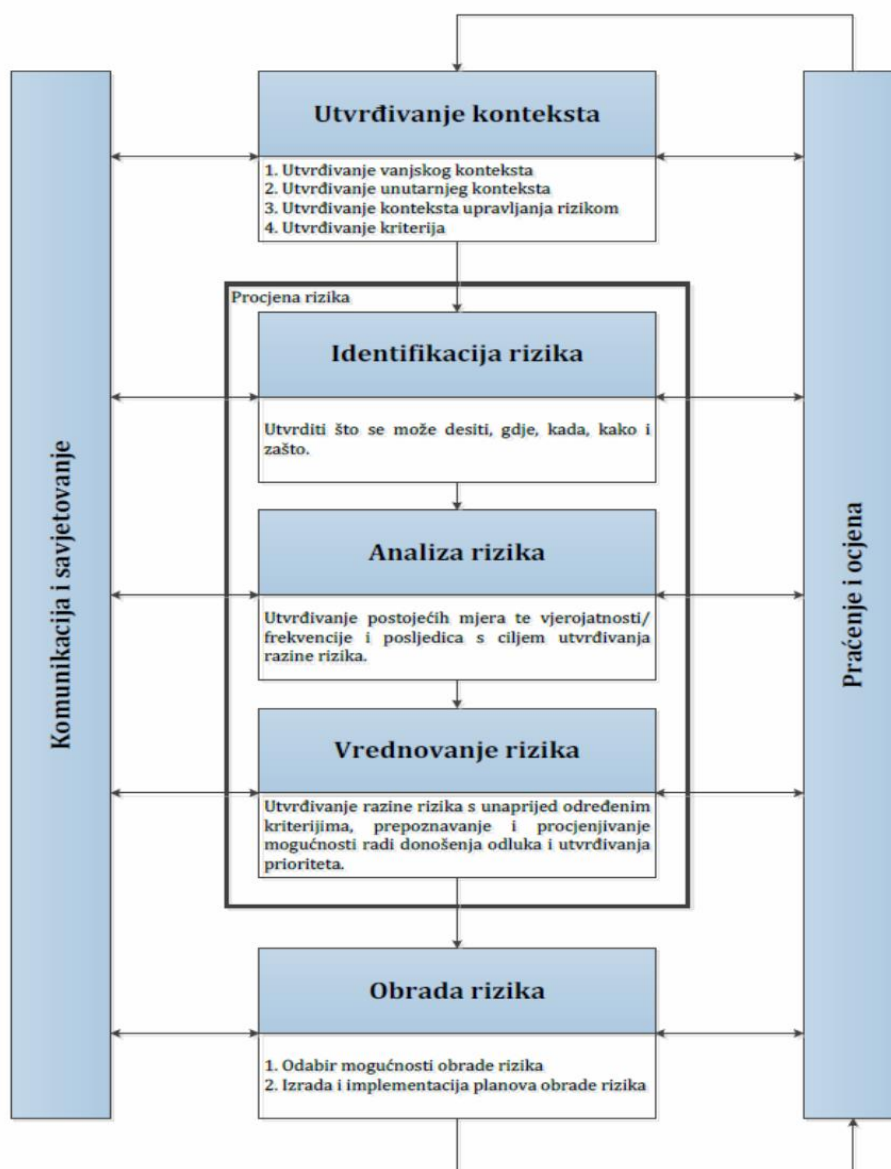 Komunikacija i savjetovanje
Utvrđivanje konteksta
1. Utvrđivanje vanjskog konteksta
2. Utvrđivanje unutarnjeg konteksta
3. Utvrđivanje konteksta upravljanja rizikom
4. Utvrđivanje kriterija
Procjena rizika
Identifikacija rizika
Utvrditi što se može desiti, gdje, kada, kako i
zašto.
Analiza rizika
Utvrđivanje postojećih mjera te vjerojatnosti/
frekvencije i posljedica s ciljem utvrđivanja
razine rizika.
Vrednovanje rizika
Utvrđivanje razine rizika s unaprijed određenim
kriterijima, prepoznavanje i procjenjivanje
mogućnosti radi donošenja odluka i utvrđivanja
prioriteta.
Obrada rizika
1. Odabir mogućnosti obrade rizika
2. Izrada i implementacija planova obrade rizika
Praćenje i ocjena